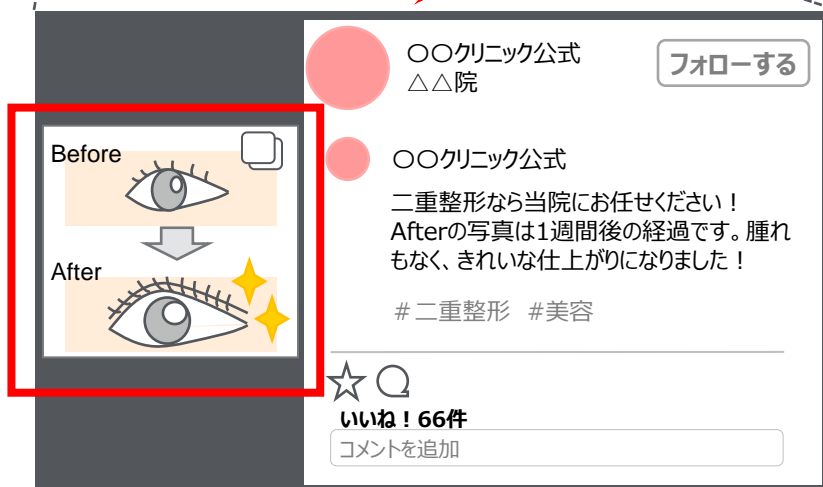 〇〇クリニック公式
△△院
フォローする
Before
After
〇〇クリニック公式
二重整形なら当院にお任せください！
Afterの写真は1週間後の経過です。腫れ
もなく、きれいな仕上がりになりました！
＃二重整形 #美容
いいね！66件
コメントを追加